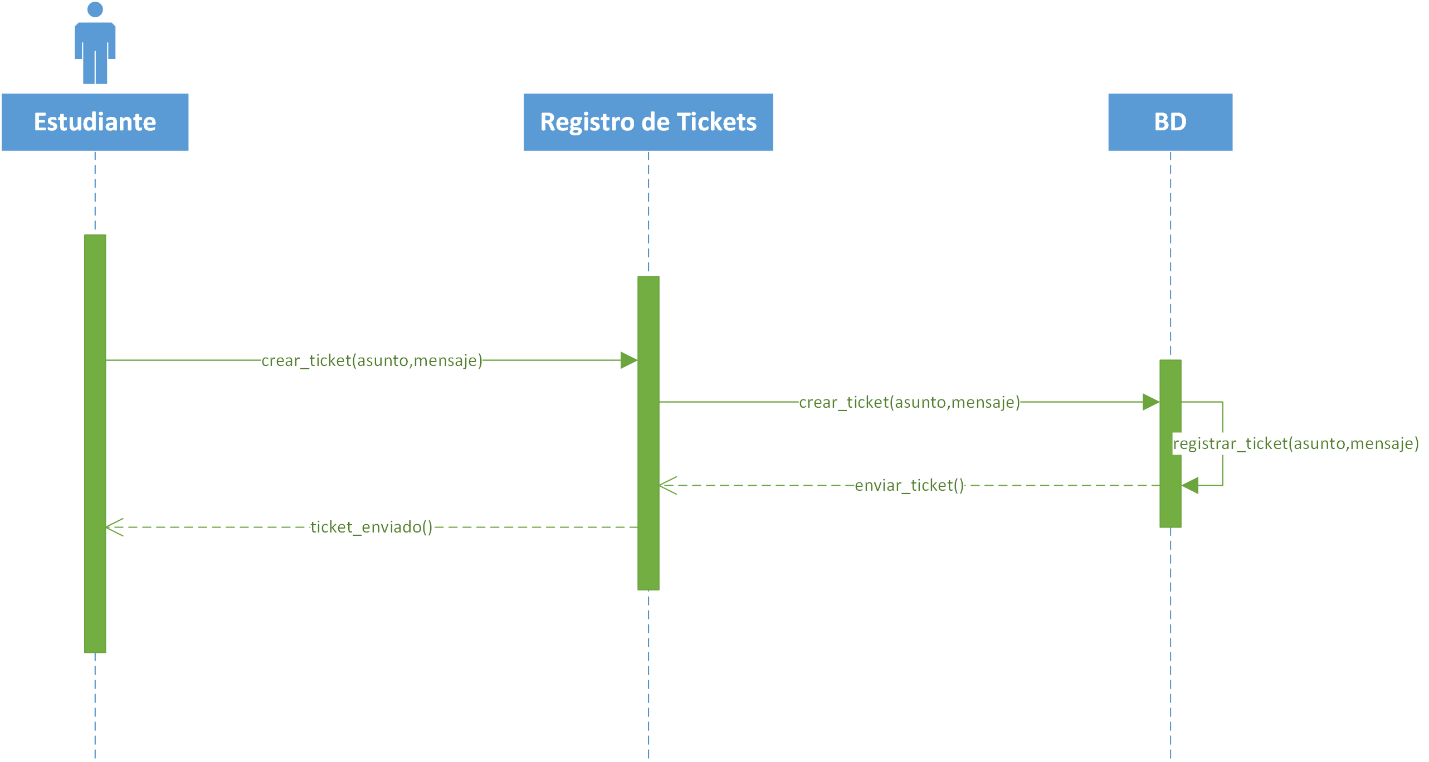 Estudiante
Registro de Tickets
BD
crear_ticket(asunto,mensaje)
crear_ticket(asunto,mensaje)
registrar_ticket(asunto,mensaje)
enviar_ticket()
ticket_enviado()